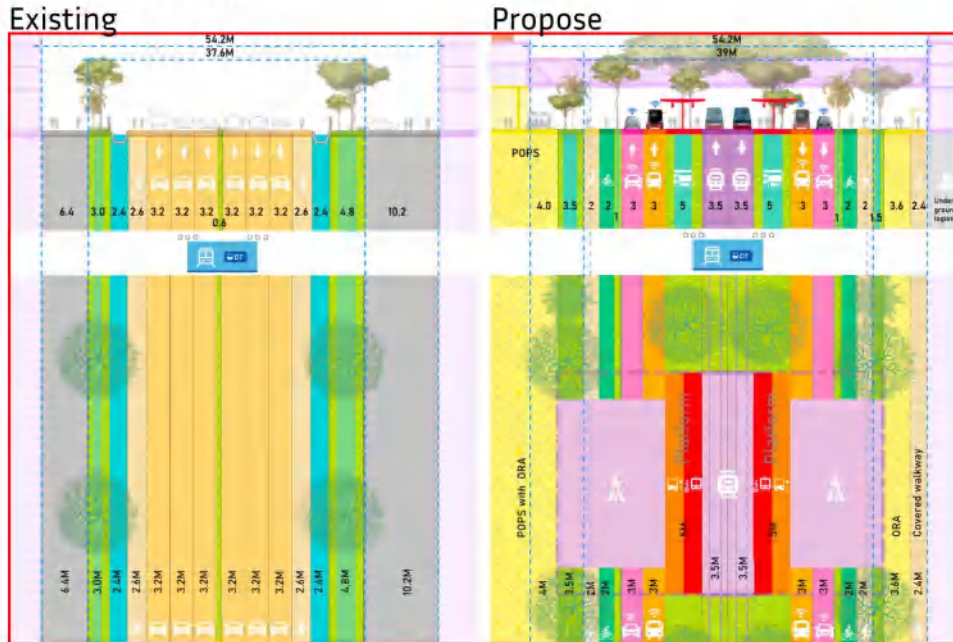 Existing
Propose
54.2M
37.6M
54.2M
39M
6.4
3.0
2.4
2.6
3.2
3.2
3.2
3.2
3.2
3.2
2.6
2.4
4.8
10.2
0.6
POPS
4.0
3.5
2
2
1
3
3
5
3.5
3.5
5
3
3
1
2
2
1.5
3.6
2.4
Under
ground
logistic
DT
DT
Platform
Platform
POPS with ORA
ORA
Covered walkway
6.4M
3.0M
2.4M
2.6M
3.2M
3.2M
3.2M
3.2M
3.2M
3.2M
2.6M
2.4M
4.8M
10.2M
4M
3.5M
2M
2M
3M
3M
5M
3.5M
3.5M
5M
3M
3M
2M
2M
3.6M
2.4M